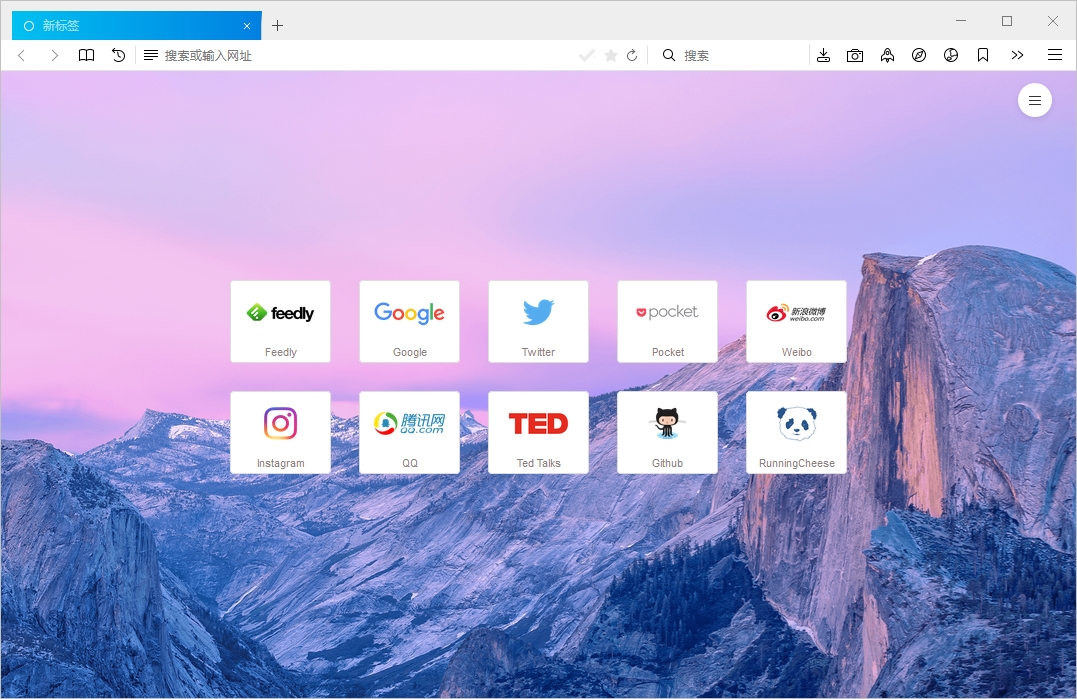 新标签
搜索或输入网址
搜索
feedly
Feedly
Google
Google
Twitter
pocket
Pocket
新浪微博
weibo.com
Weibo
Instagram
腾讯网
QQ.com
QQ
TED
Ted Talks
Github
RunningCheese